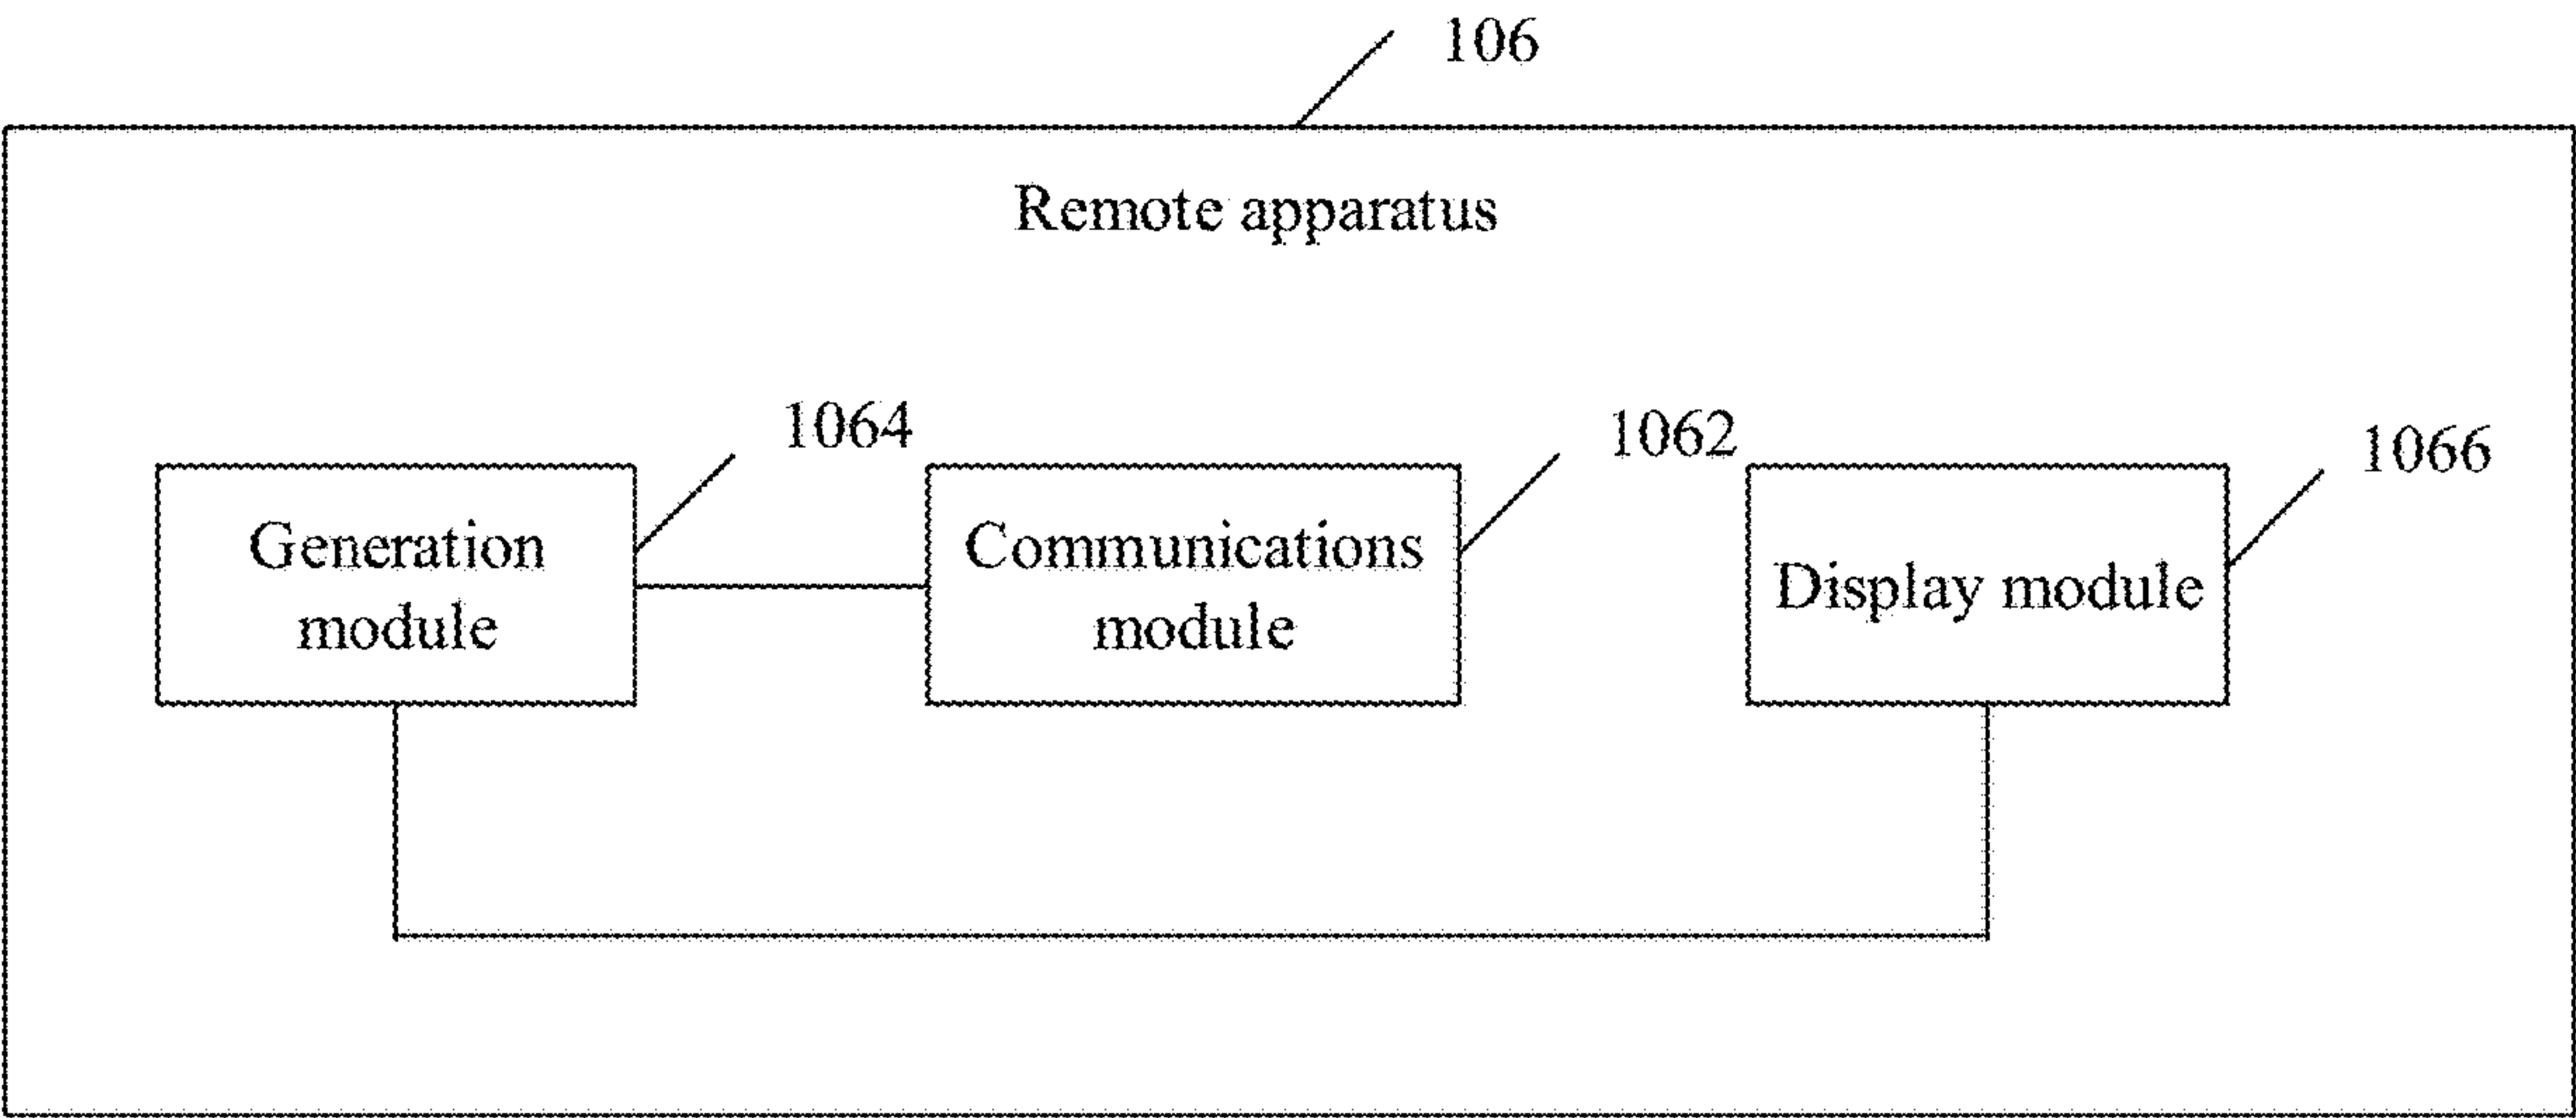 106
Remote apparatus
1064
1062
1066
Generation
module
Communications
module
Display module